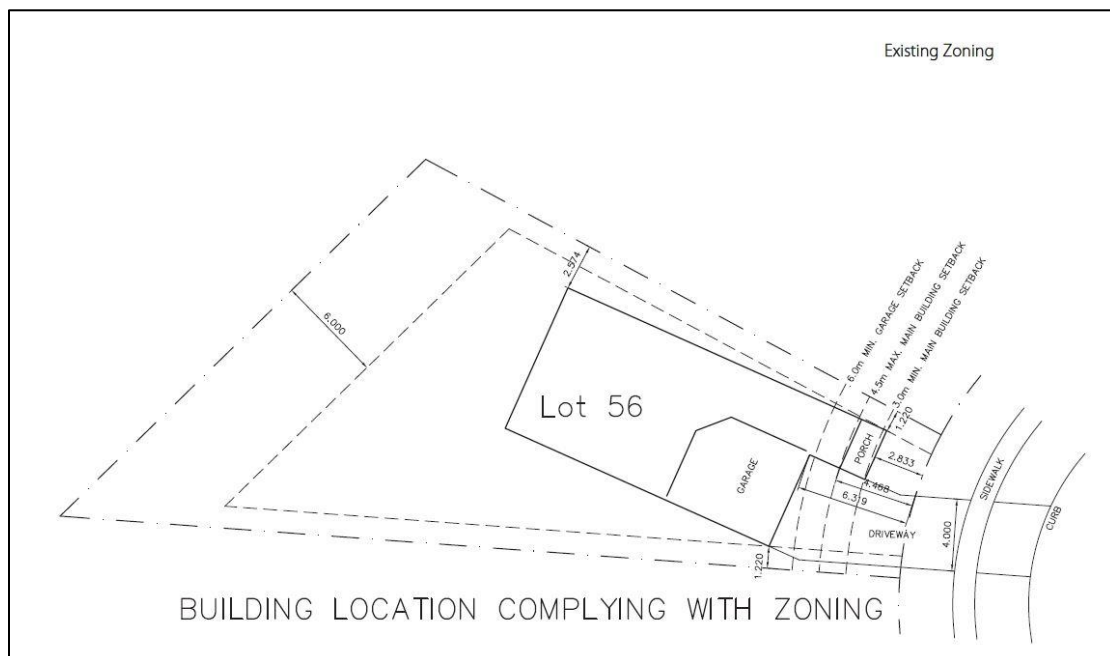 Existing Zoning
2.574
6.000
6.0m MIN. GARAGE SETBACK
4.5m MAX. MAIN BUILDING SETBACK
3.0m MIN. MAIN BUILDING SETBACK
1.220
Lot 56
PORCH
2.833
GARAGE
4.488
6.319
SIDEWALK
CURB
DRIVEWAY
4.000
1.220
BUILDING LOCATION COMPLYING WITH ZONING